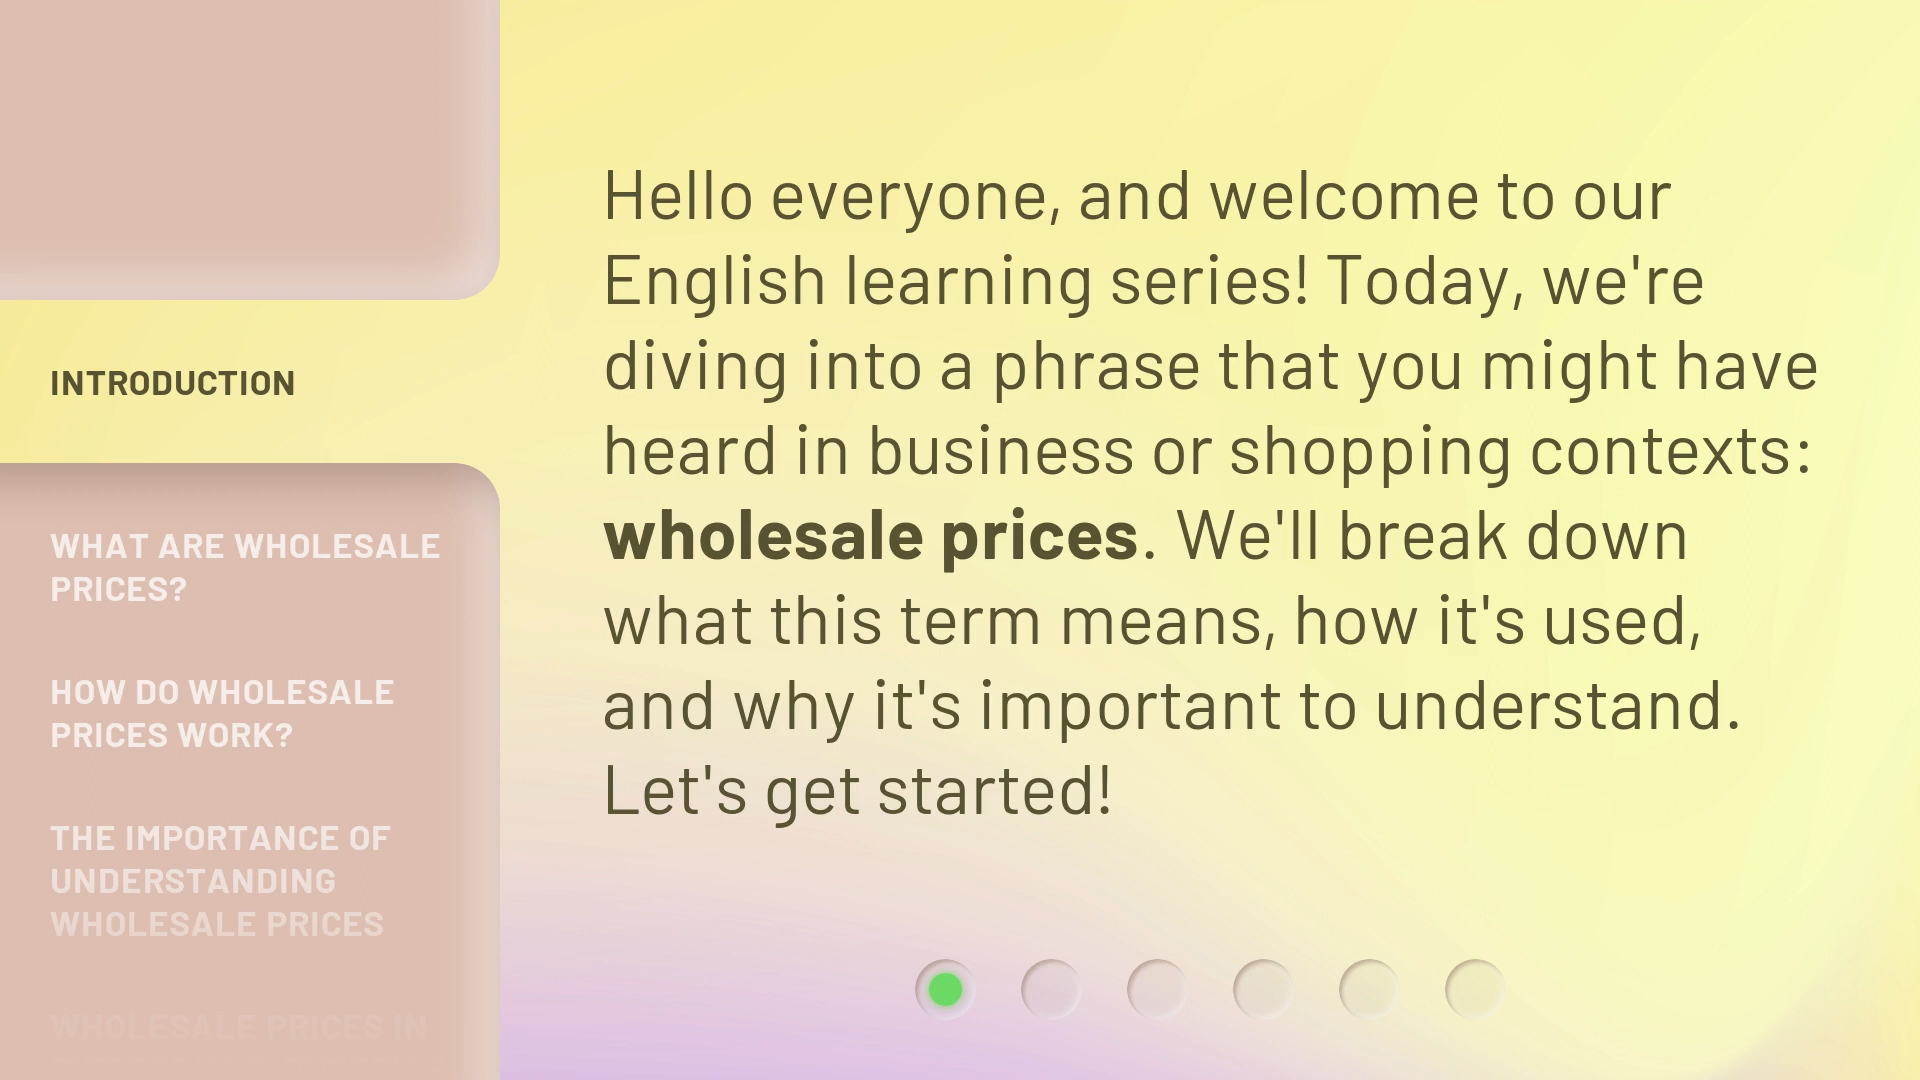 INTRODUCTION
WHAT ARE WHOLESALE
PRICES?
HOW DO WHOLESALE
PRICES WORK?
THE IMPORTANCE OF
UNDERSTANDING
WHOLESALE PRICES
WHOLESALE PRICES IN
Hello everyone, and welcome to our
English learning series! Today, we're
diving into a phrase that you might have
heard in business or shopping contexts:
wholesale prices. We'll break down
what this term means, how it's used,
and why it's important to understand.
Let's get started!